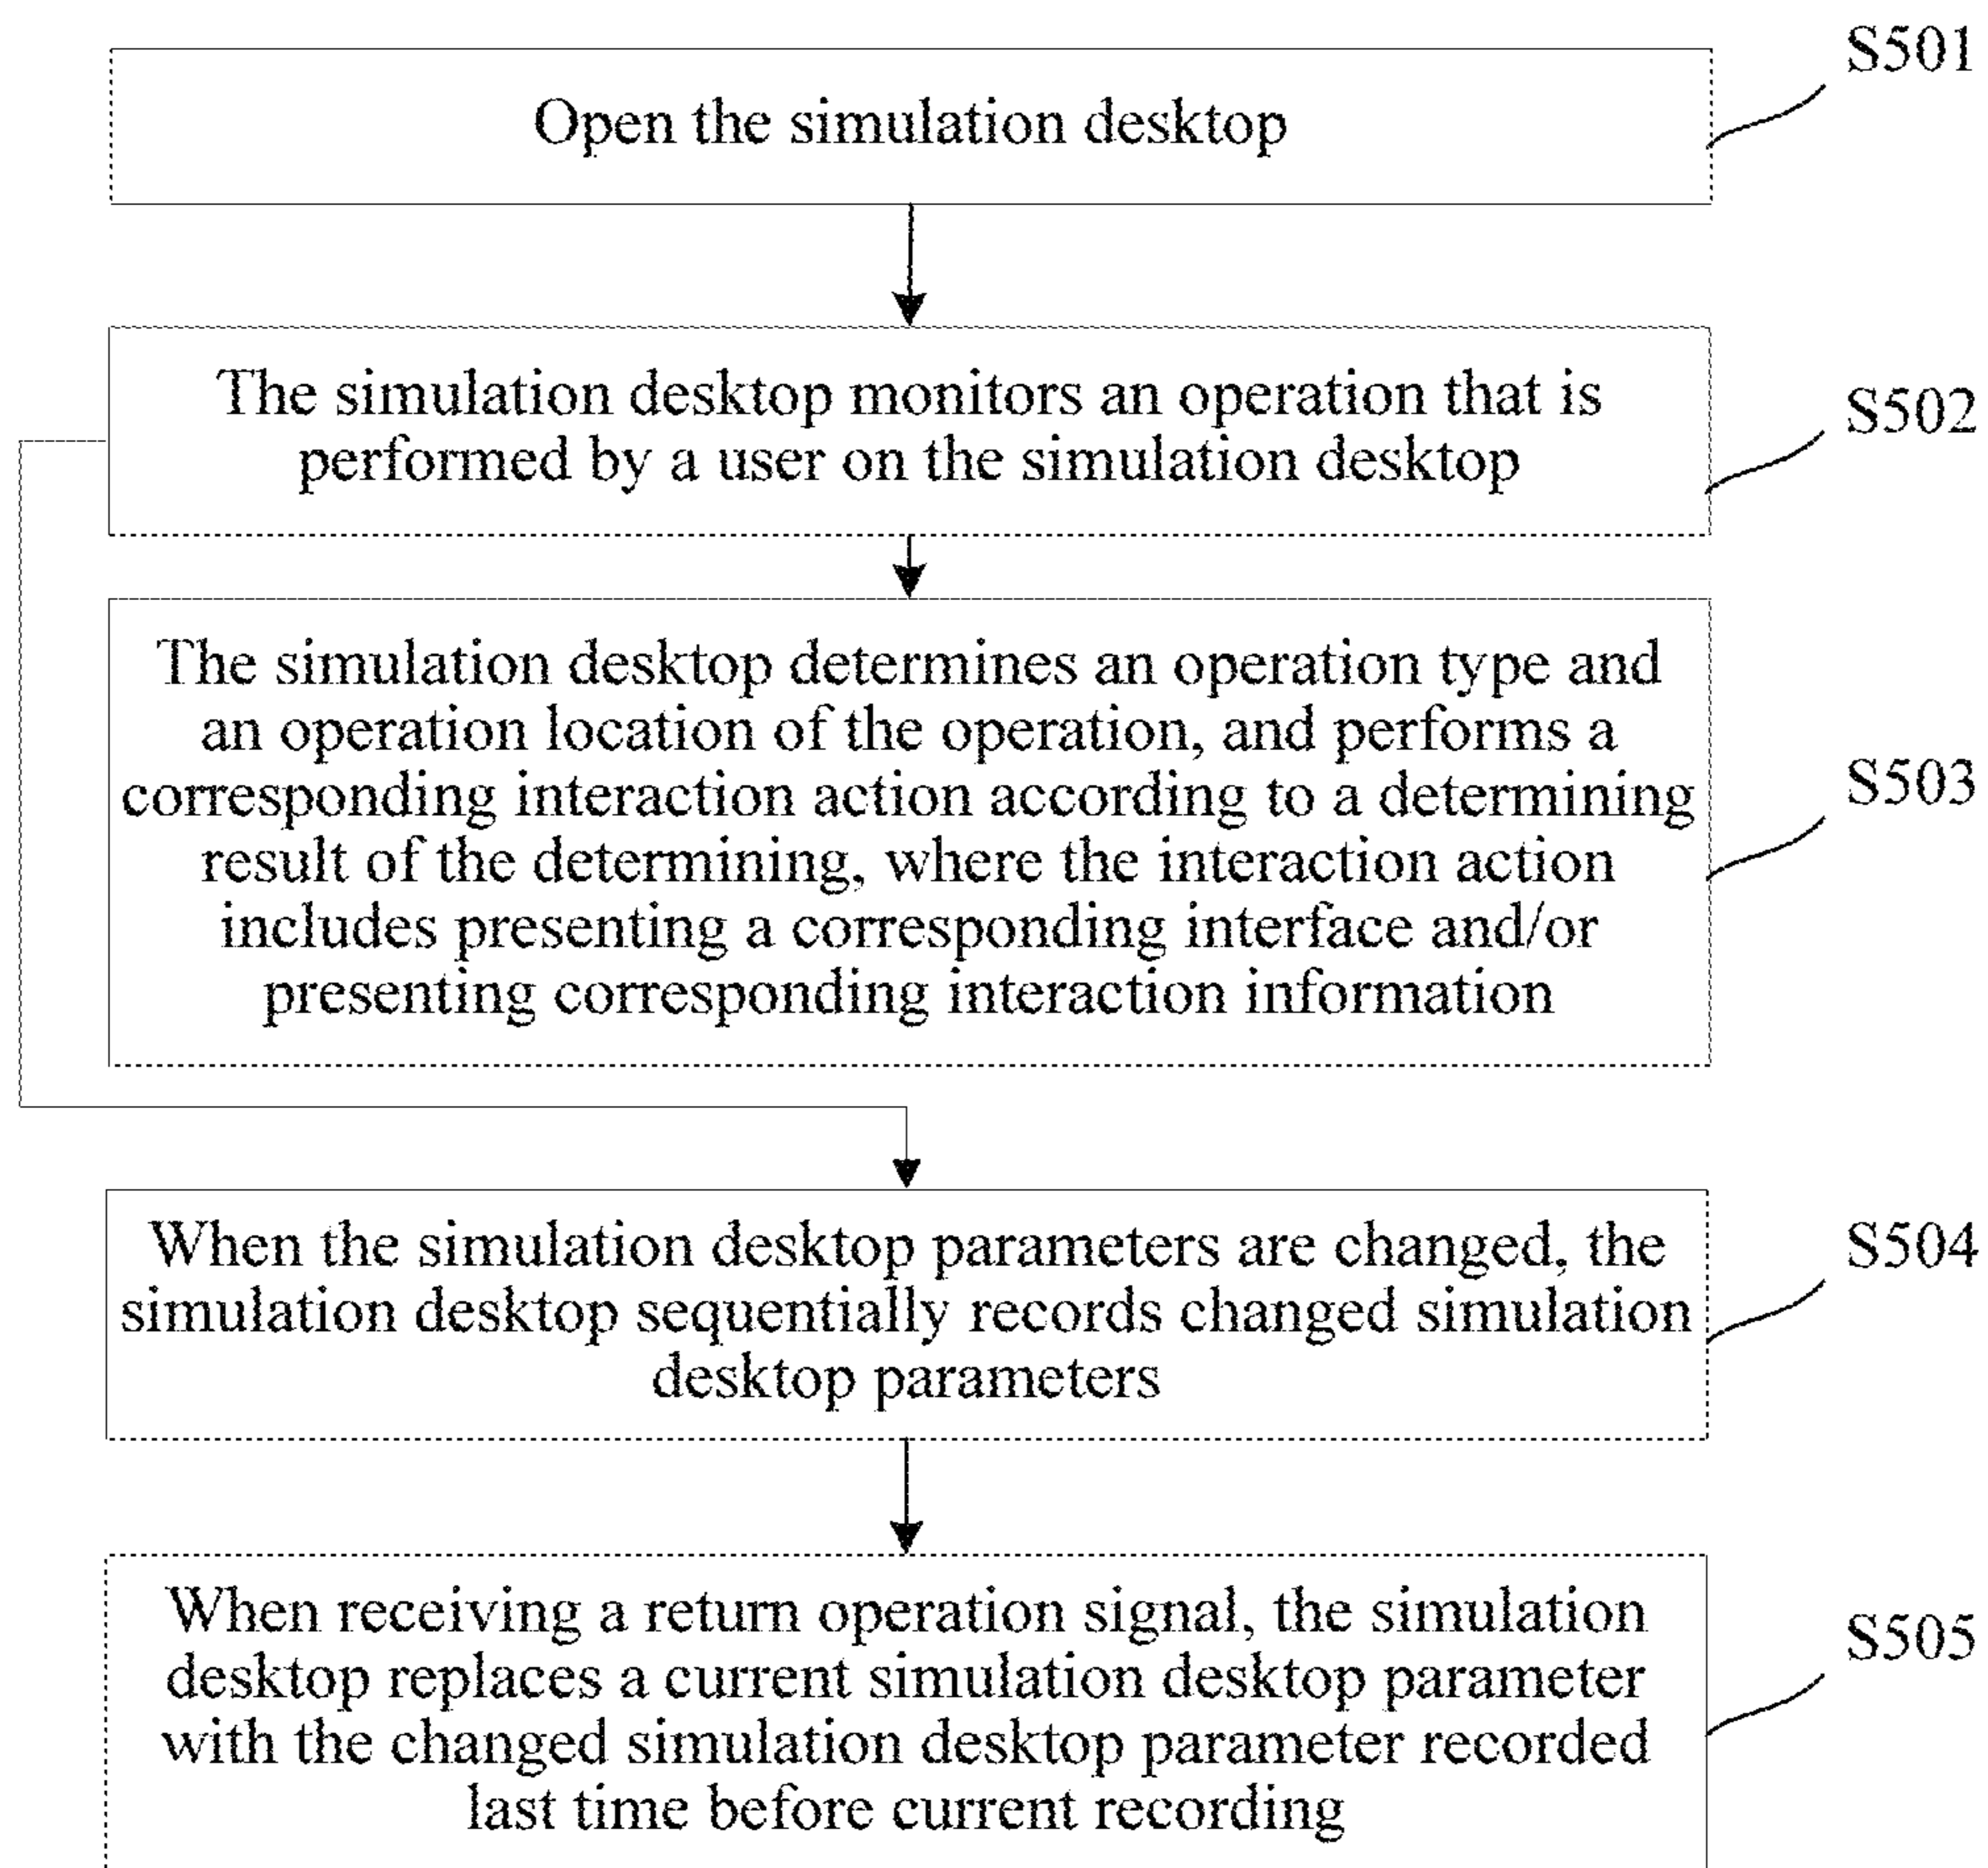 S501
Open the simulation desktop
The simulation desktop monitors an operation that is
performed by a user on the simulation desktop
S502
The simulation desktop determines an operation type and
an operation location of the operation, and performs a
corresponding interaction action according to a determining
result of the determining, where the interaction action
includes presenting a corresponding interface and/or
presenting corresponding interaction information
S503
When the simulation desktop parameters are changed, the
simulation desktop sequentially records changed simulation
desktop parameters
S504
When receiving a return operation signal, the simulation
desktop replaces a current simulation desktop parameter
with the changed simulation desktop parameter recorded
last time before current recording
S505